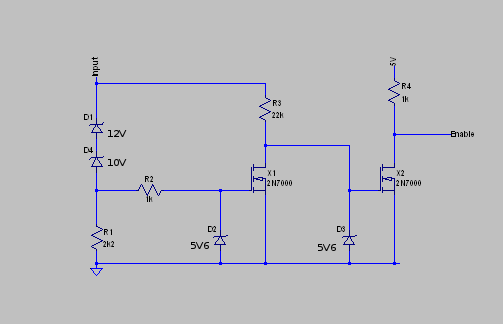 Input
5V
R4
1k
D1
12V
R3
22K
Enable
D4
10V
R2
1k
X1
2N7000
X2
2N7000
R1
2k2
D2
5V6
D3
5V6